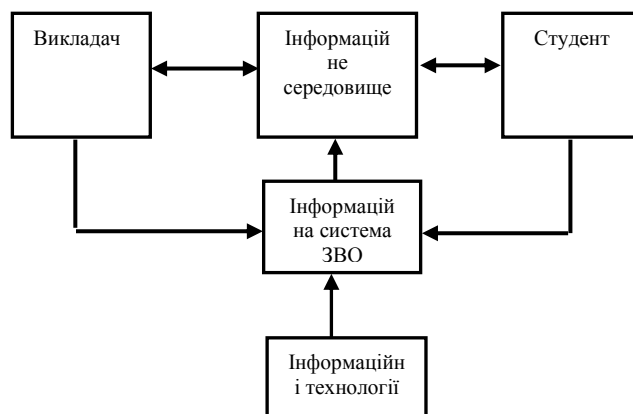 Викладач
Інформацій
не
середовище
Студент
Інформацій
на система
ЗВО
Інформаційн
і технології